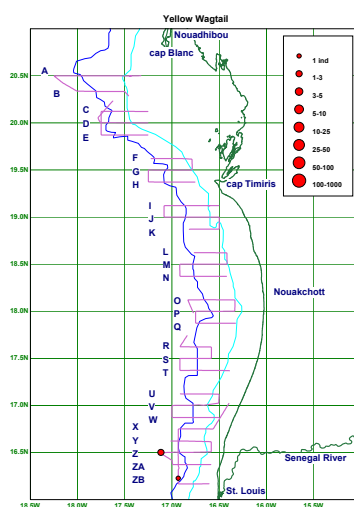 Yellow Wagtail
Nouadhibou
cap Blanc
1 ind
1-3
3-5
5-10
10-25
25-50
50-100
100-1000
A
20.5N
B
C
20.0N
D
E
F
19.5N
G
H
cap Timiris
I
19.0N
J
K
L
18.5N
M
N
Nouakchott
O
18.0N
P
Q
R
17.5N
S
T
U
17.0N
V
W
X
Y
16.5N
Z
Senegal River
ZA
ZB
St. Louis
18.5W
18.0W
17.5W
17.0W
16.5W
16.0W
15.5W
15.0W